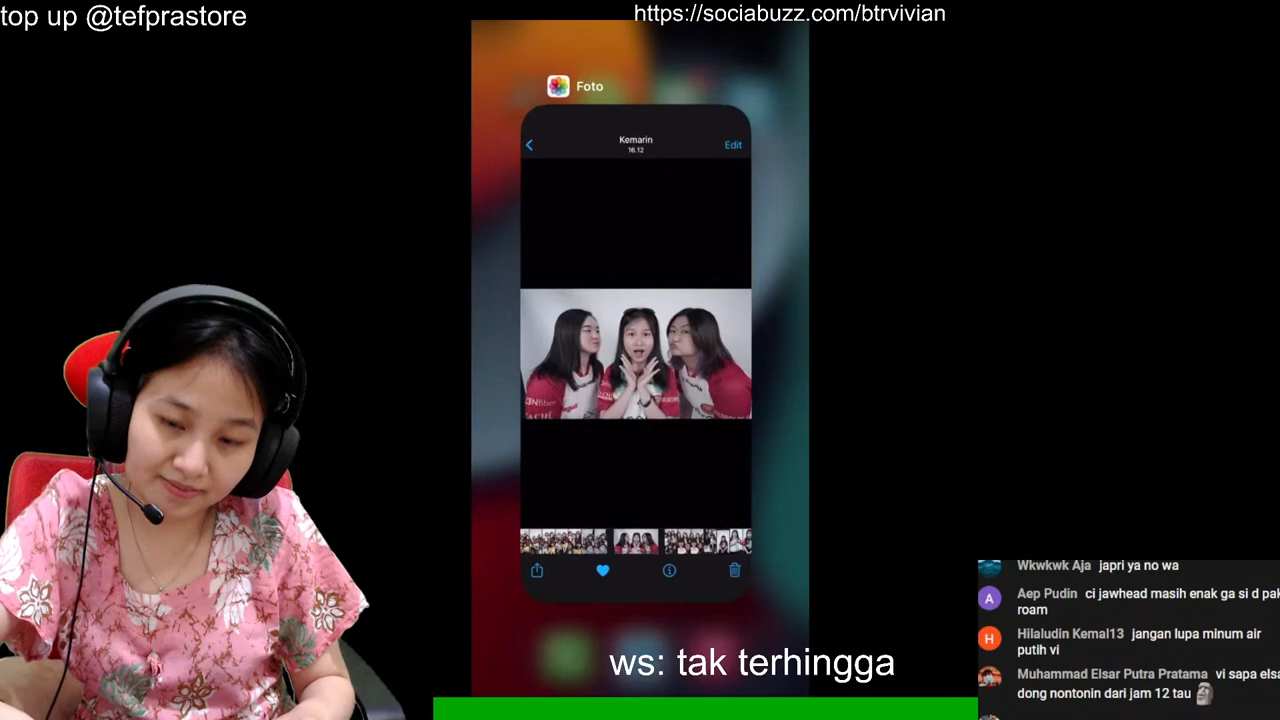 top up @tefprastore
https://sociabuzz.com/btrvivian
Foto
Kemarin
16.12
Edit
ws: tak terhingga
Wkwkwk Aja japri ya no wa
Aep Pudin ci jawhead masih enak ga si d pak
roam
Hilaludin Kemal13 jangan lupa minum air
putih vi
Muhammad Elsar Putra Pratama vi sapa elsa
dong nontonin dari jam 12 tau